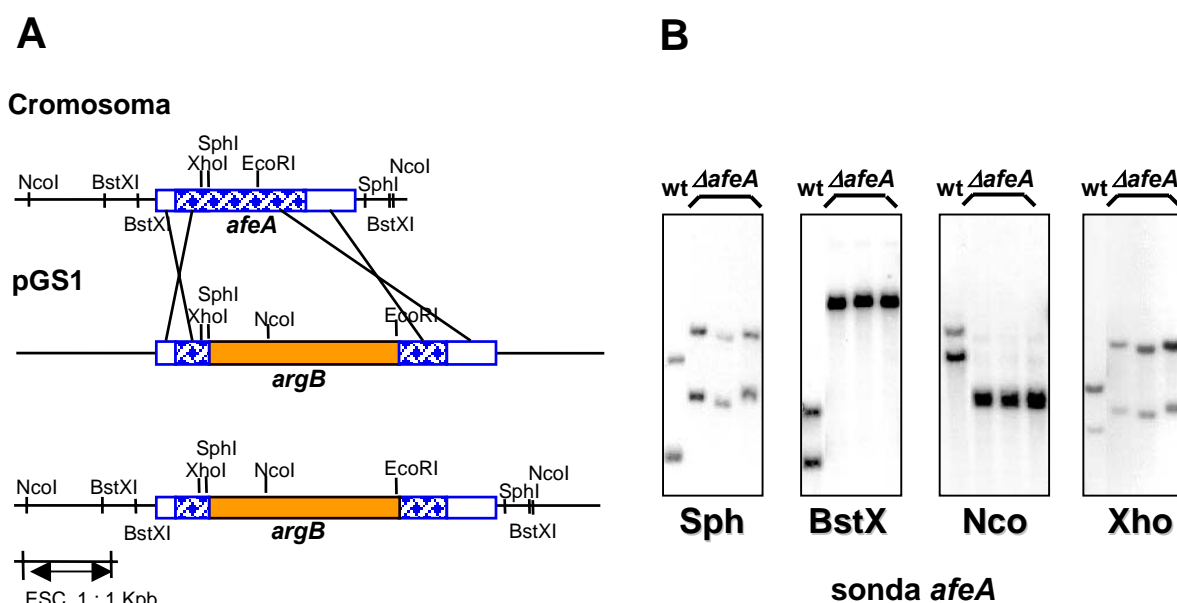 A
B
Cromosoma
SphI
XhoI EcoRI
NcoI
NcoI
BstXI
SphI
BstXI
BstXI
afeA
pGS1
SphI
XhoI
NcoI
EcoRI
argB
SphI
XhoI
NcoI
EcoRI
NcoI
BstXI
SphI
NcoI
BstXI
BstXI
argB
ESC. 1 : 1 Kpb
wt ΔafeA
wt ΔafeA
wt ΔafeA
wt ΔafeA
Sph
BstX
Nco
Xho
sonda afeA